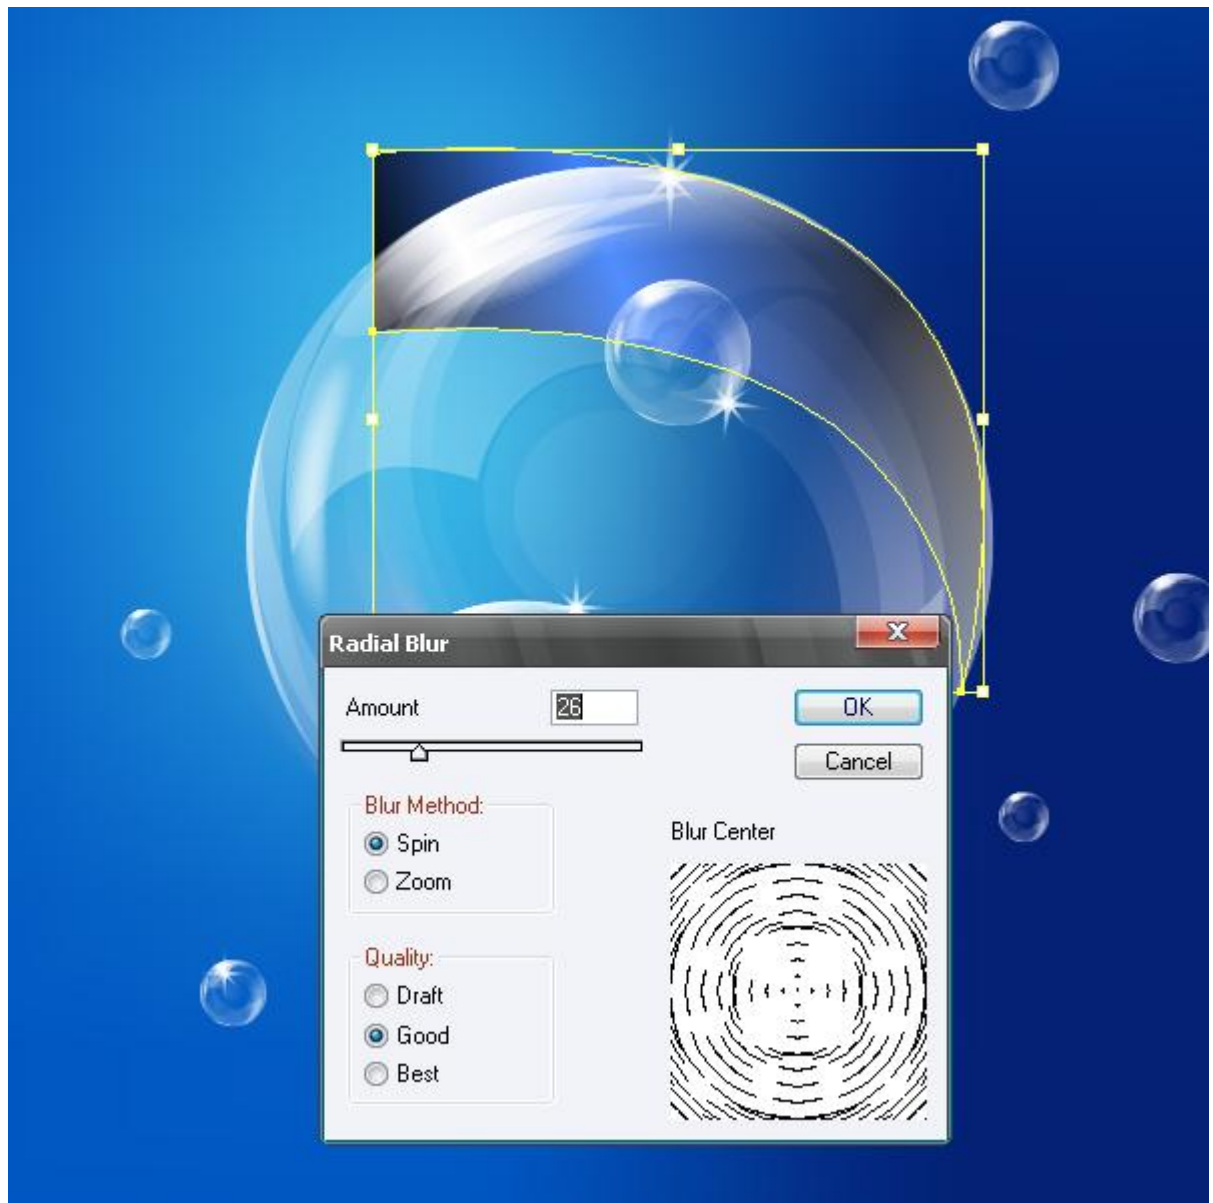 Radial Blur
Amount 26
OK
Cancel
Blur Method:
Spin
Zoom
Blur Center
Quality:
Draft
Good
Best